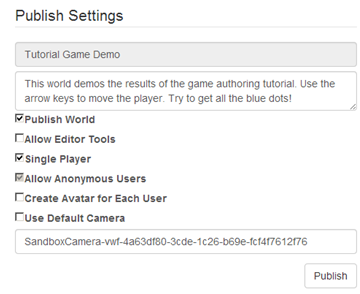 Publish Settings
Tutorial Game Demo
This world demos the results of the game authoring tutorial. Use the
arrow keys to move the player. Try to get all the blue dots!
Publish World
Allow Editor Tools
Single Player
Allow Anonymous Users
Create Avatar for Each User
Use Default Camera
SandboxCamera-vwf-4a63df80-3cde-1c26-b69e-fcf4f7612f76
Publish